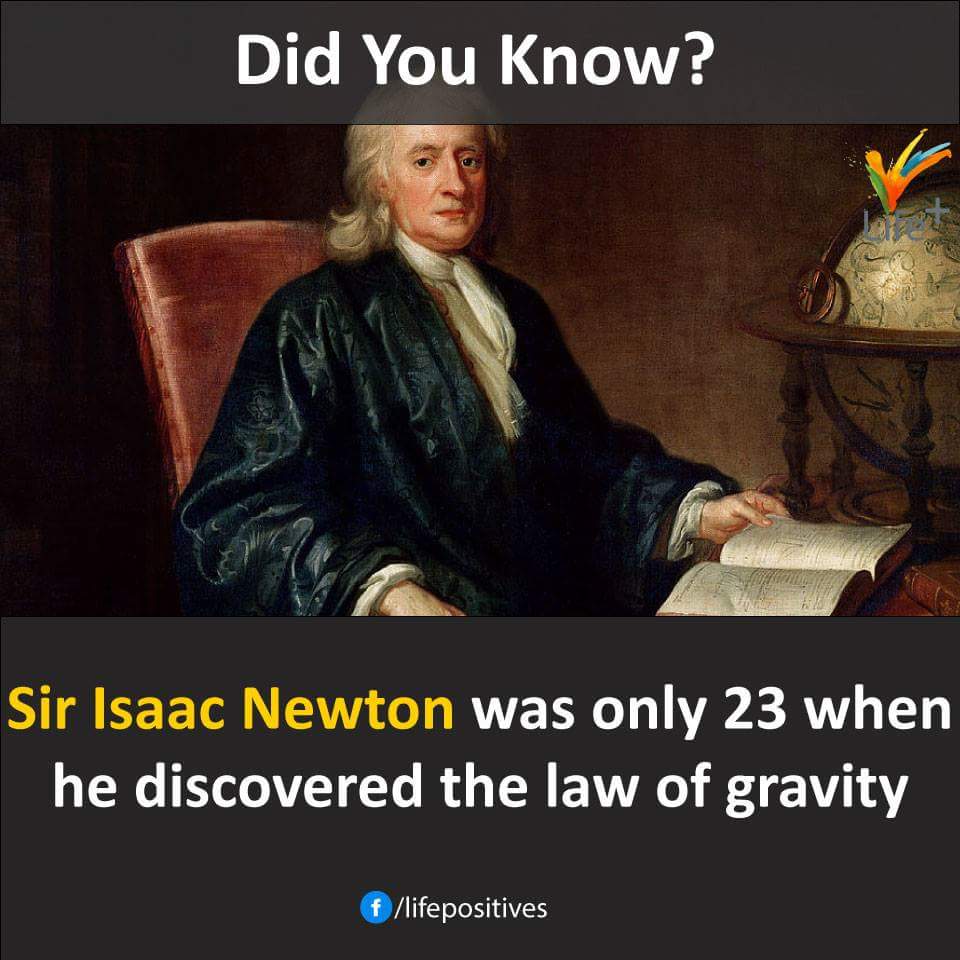 Did You Know?
Life+
Sir Isaac Newton was only 23 when
he discovered the law of gravity
f /lifepositives